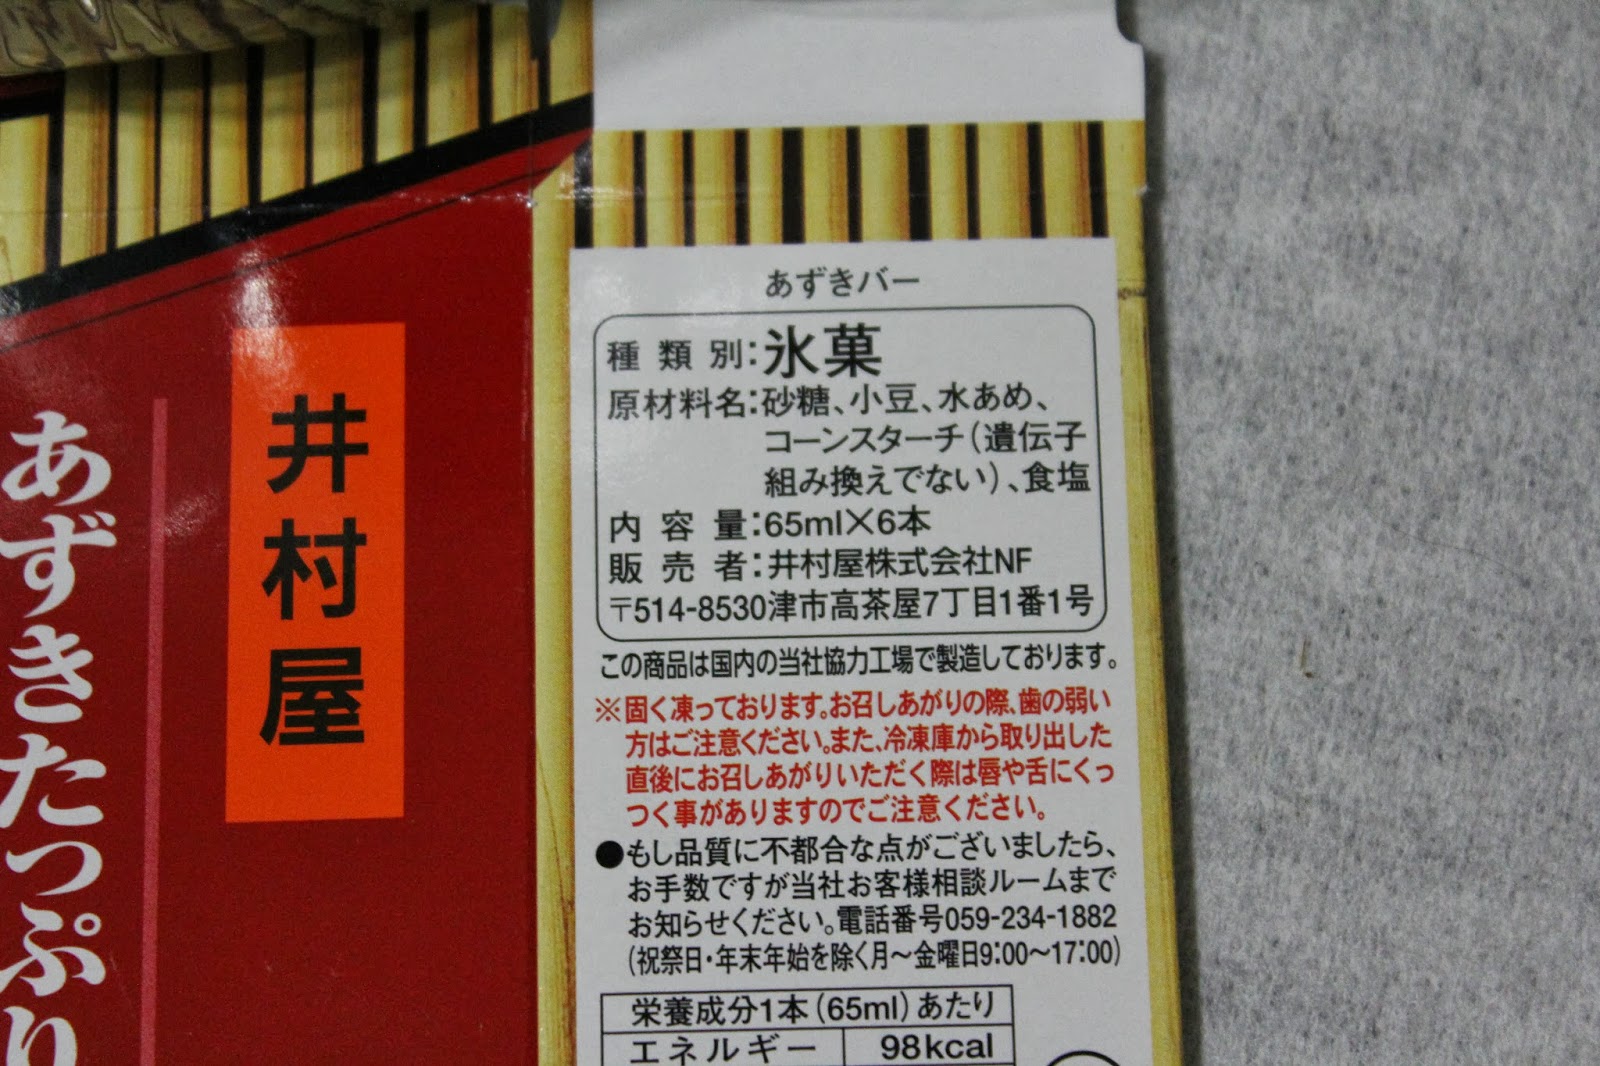 井村屋
あずきたっぷり
あずきバー
種類別:氷菓
原材料名:砂糖、小豆、水あめ、
コーンスターチ(遺伝子
組み換えでない)、食塩
内容量:65ml×6本
販売者:井村屋株式会社NF
〒514-8530津市高茶屋7丁目1番1号
この商品は国内の当社協力工場で製造しております。
※固く凍っております。お召しあがりの際、歯の弱い
方はご注意ください。また、冷凍庫から取り出した
直後にお召しあがりいただく際は唇や舌にくっ
つく事がありますのでご注意ください。
●もし品質に不都合な点がございましたら、
お手数ですが当社お客様相談ルームまで
お知らせください。電話番号059-234-1882
(祝祭日・年末年始を除く月〜金曜日9:00〜17:00)
栄養成分1本(65ml)あたり
エネルギー 98kcal